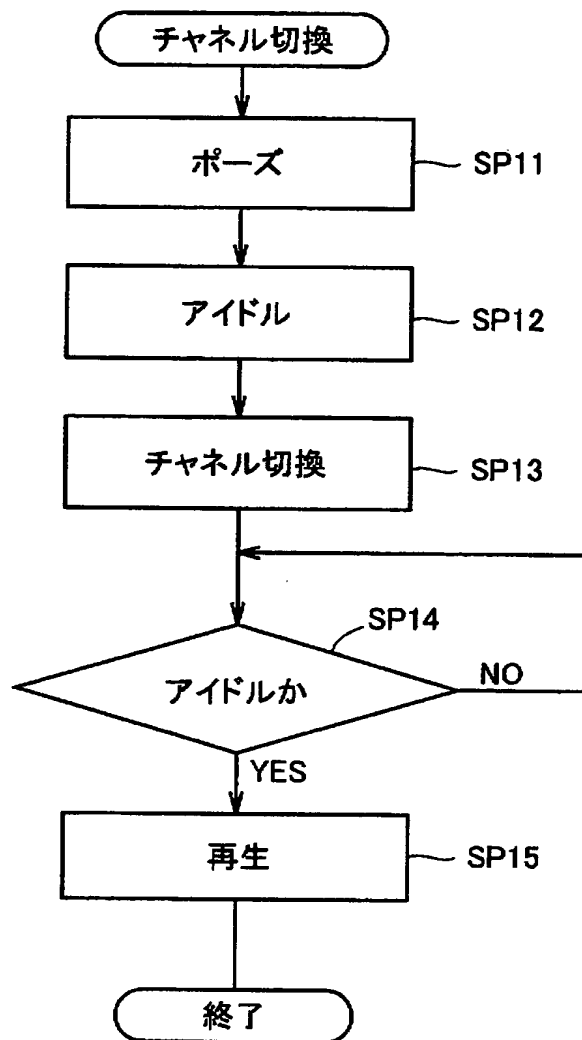 チャネル切換
ポーズ
SP11
アイドル
SP12
チャネル切換
SP13
SP14
アイドルか
NO
YES
再生
SP15
終了